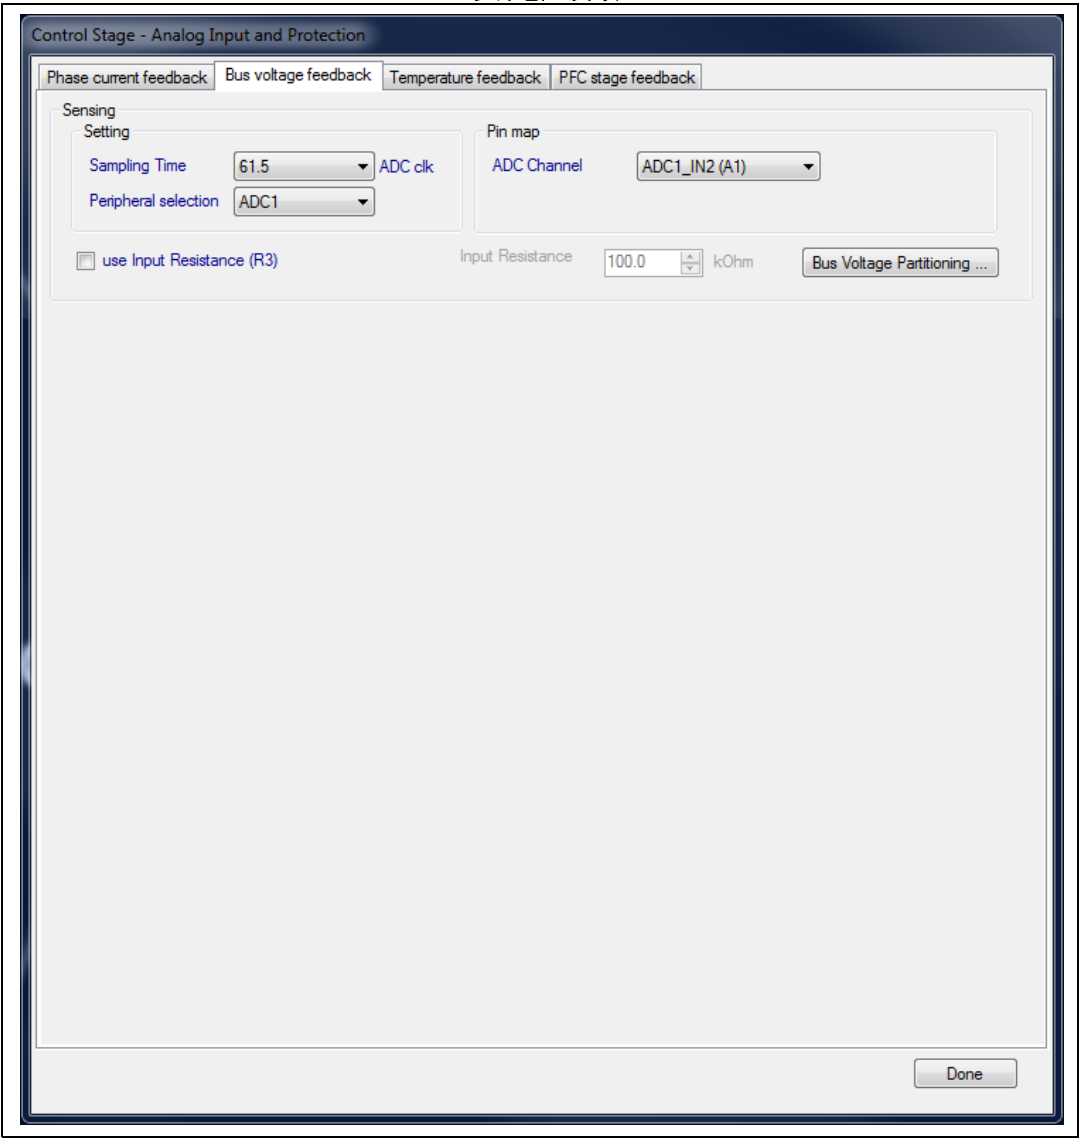 Control Stage - Analog Input and Protection
Phase current feedback Bus voltage feedback Temperature feedback PFC stage feedback
Sensing
Setting Pin map
Sampling Time 61.5 ADC clk ADC Channel ADC1_IN2 (A1)
Peripheral selection ADC1
use Input Resistance (R3) Input Resistance 100.0 kOhm Bus Voltage Partitioning ...
Done